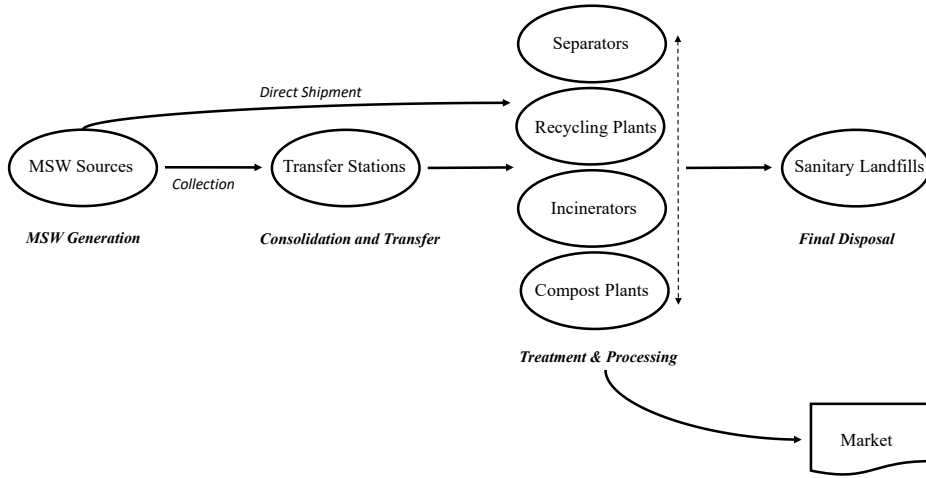 Separators
Direct Shipment
Recycling Plants
MSW Sources
Transfer Stations
Sanitary Landfills
Collection
Incinerators
MSW Generation
Consolidation and Transfer
Final Disposal
Compost Plants
Treatment & Processing
Market